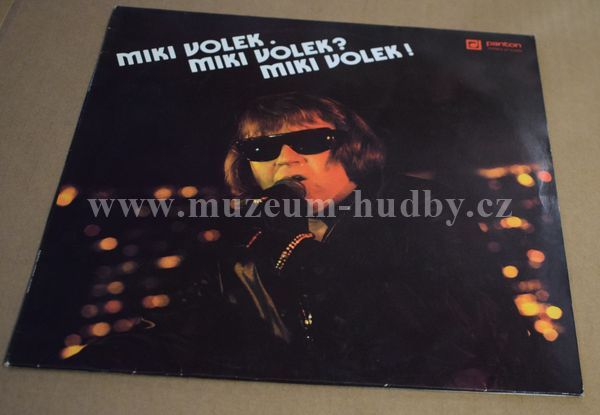 MIKI VOLEK.
MIKI VOLEK?
MIKI VOLEK!
panton
www.muzeum-hudby.cz